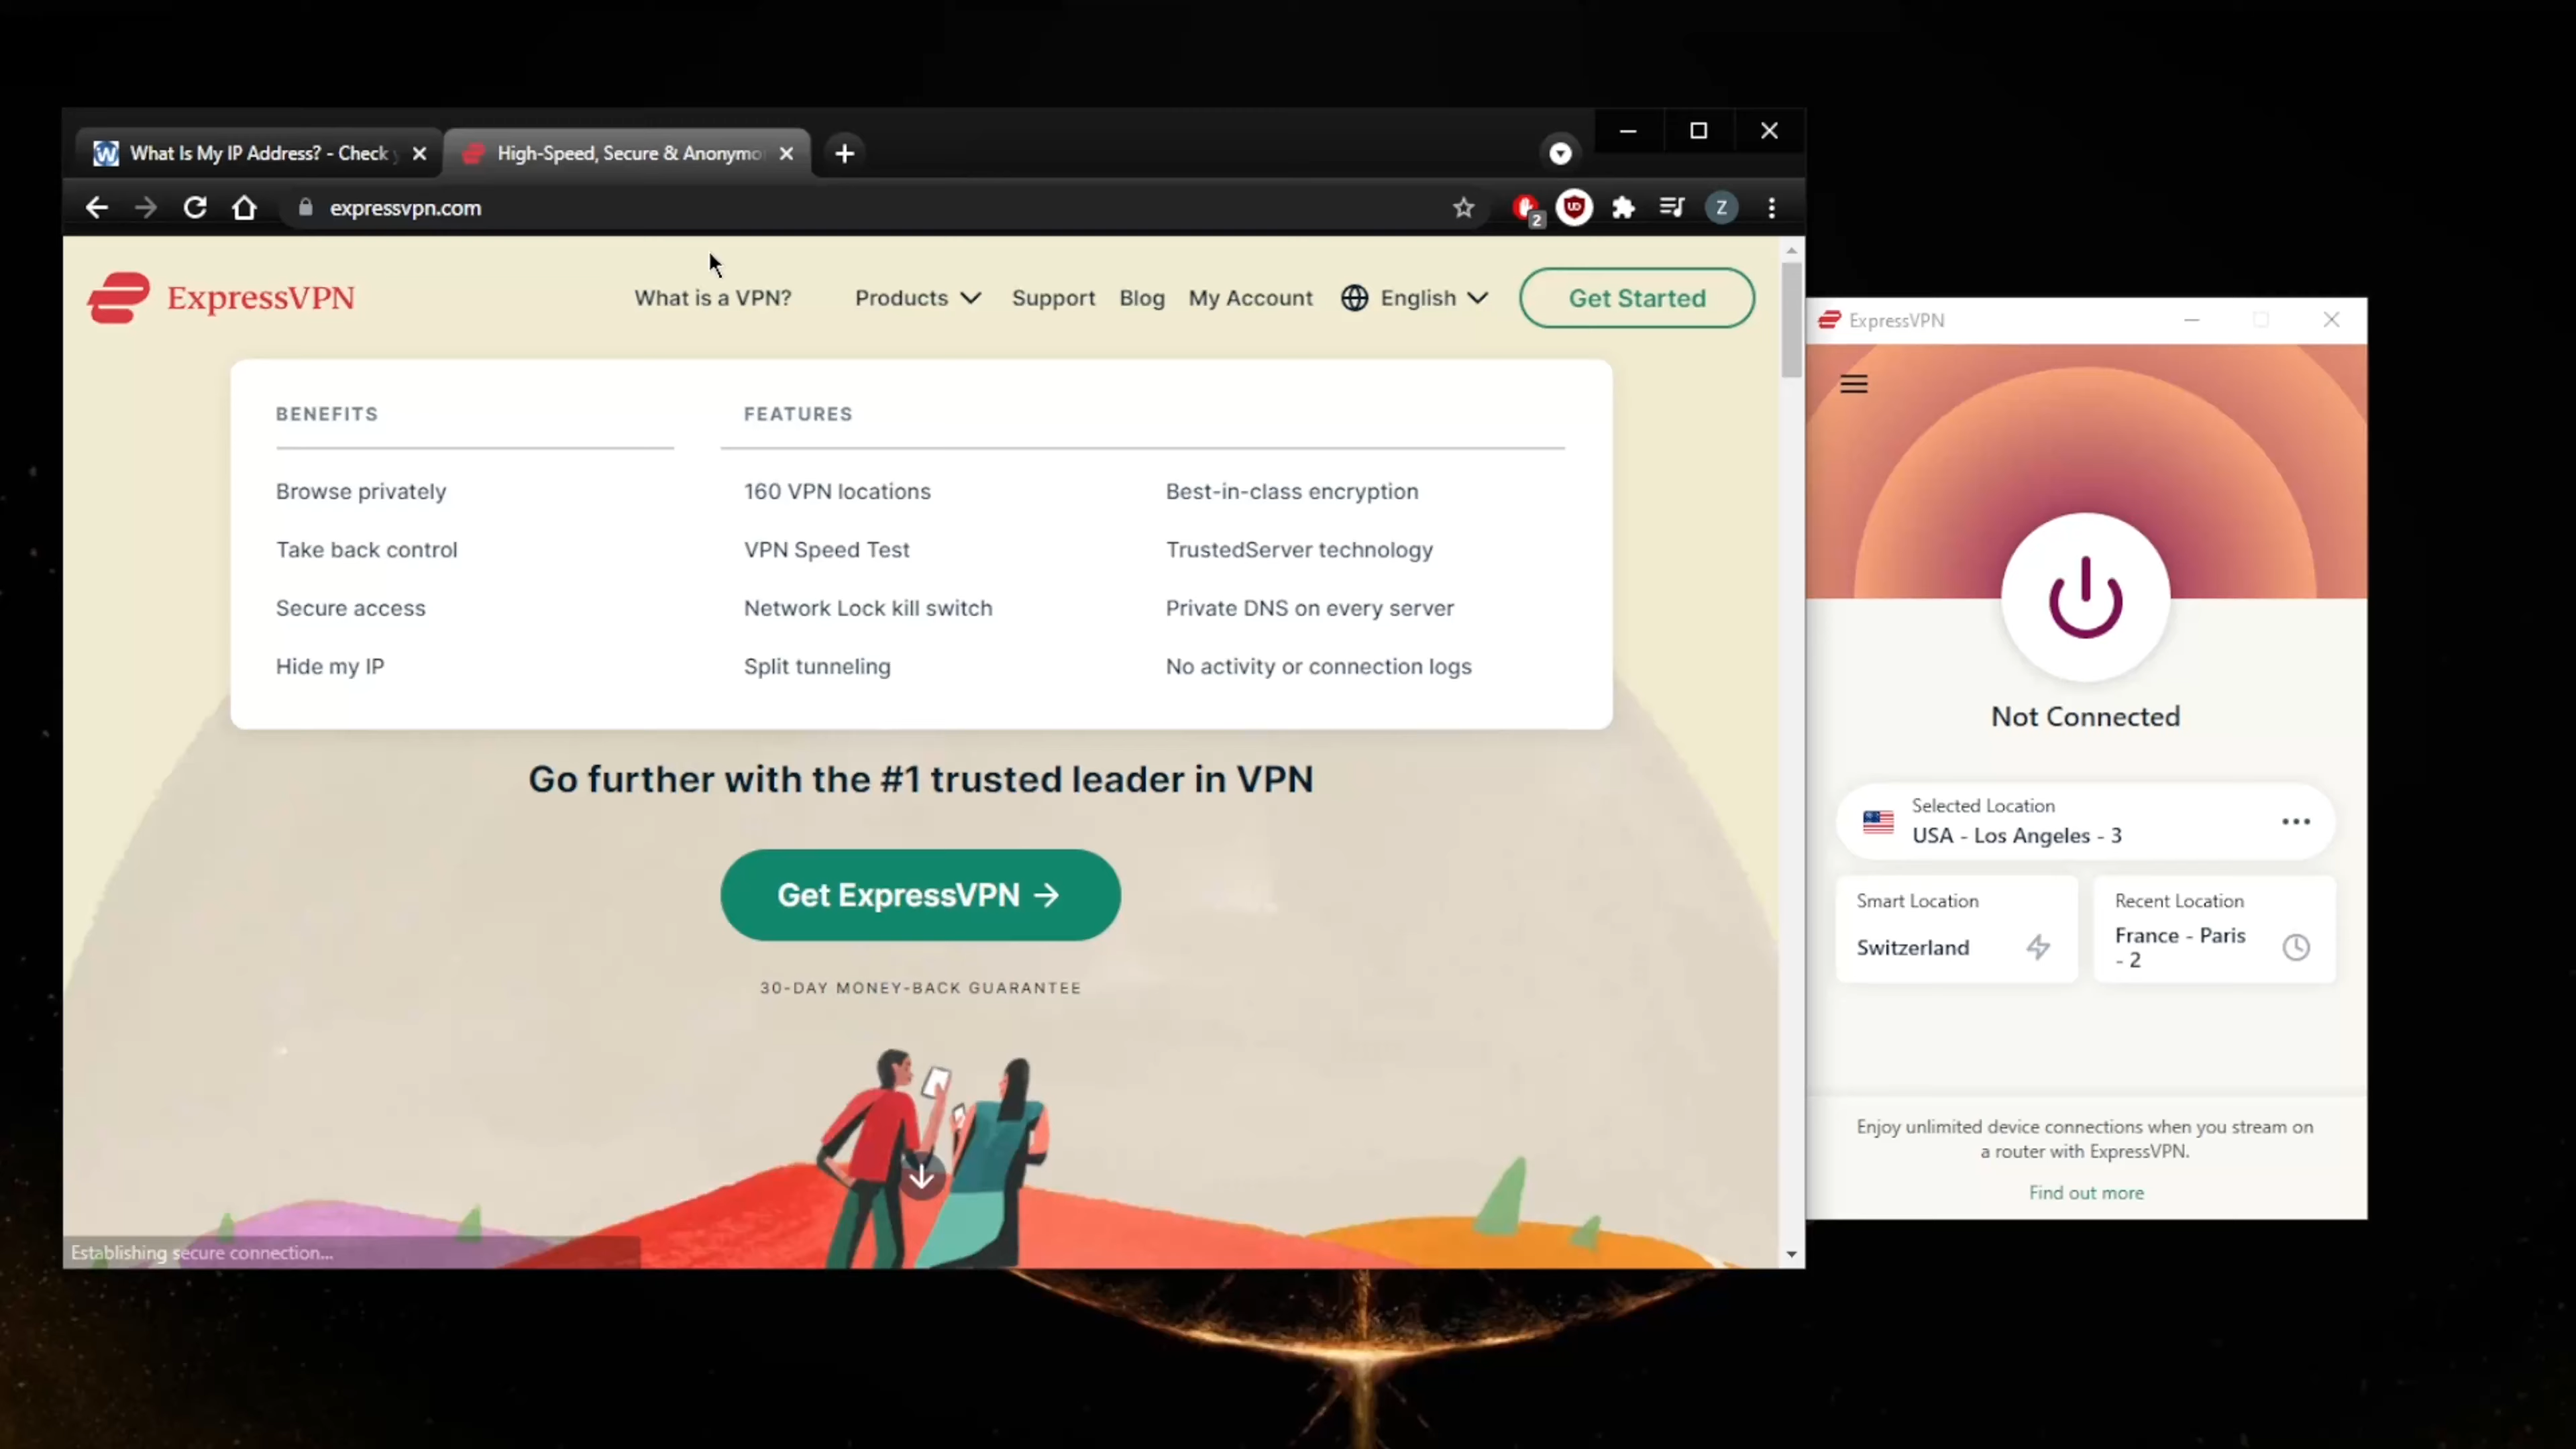 What Is My IP Address? - Check
High-Speed, Secure & Anonymo
expressvpn.com
2
Z
ExpressVPN
What is a VPN?
Products
Support
Blog
My Account
English
Get Started
BENEFITS
FEATURES
Browse privately
160 VPN locations
Best-in-class encryption
Take back control
VPN Speed Test
TrustedServer technology
Secure access
Network Lock kill switch
Private DNS on every server
Hide my IP
Split tunneling
No activity or connection logs
Go further with the #1 trusted leader in VPN
Get ExpressVPN
30-DAY MONEY-BACK GUARANTEE
Establishing secure connection...
ExpressVPN
Not Connected
Selected Location
USA - Los Angeles - 3
Smart Location
Switzerland
Recent Location
France - Paris
- 2
Enjoy unlimited device connections when you stream on
a router with ExpressVPN.
Find out more